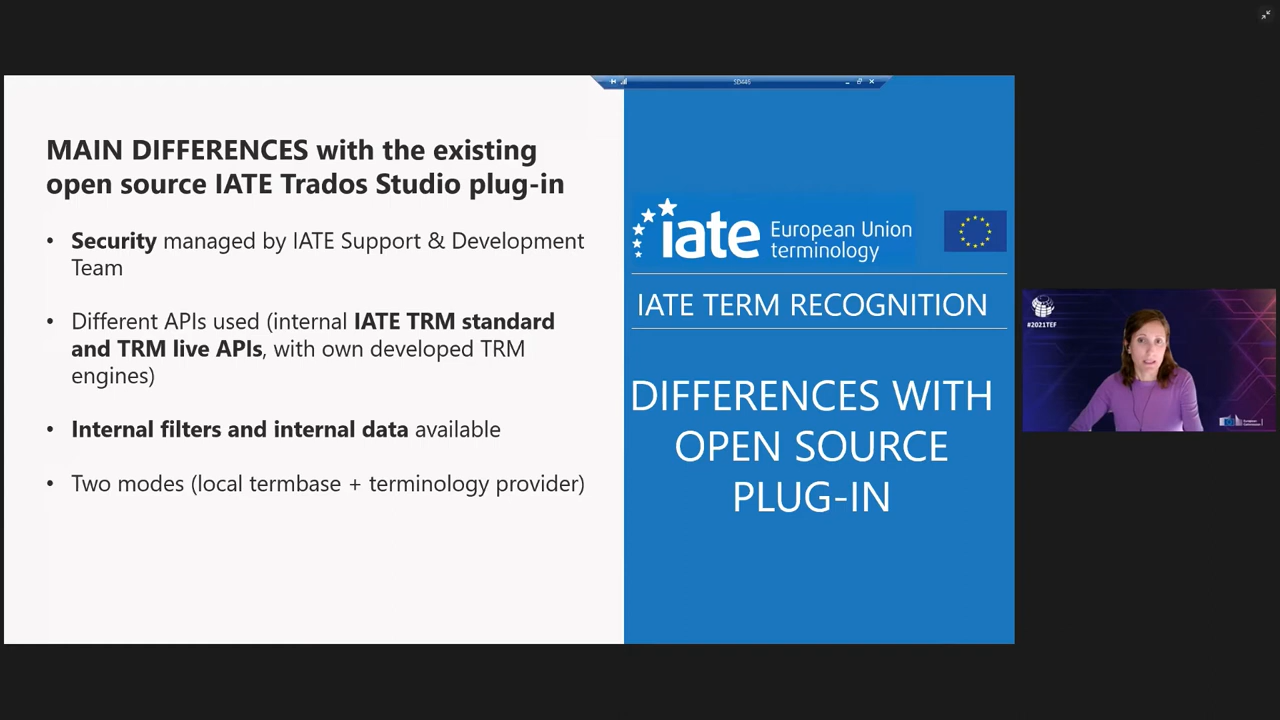 SD445
MAIN DIFFERENCES with the existing
open source IATE Trados Studio plug-in
• Security managed by IATE Support & Development
Team
• Different APIs used (internal IATE TRM standard
and TRM live APIs, with own developed TRM
engines)
• Internal filters and internal data available
• Two modes (local termbase + terminology provider)
iate European Union
terminology
IATE TERM RECOGNITION
DIFFERENCES WITH
OPEN SOURCE
PLUG-IN
#2021TEF
European
Commission